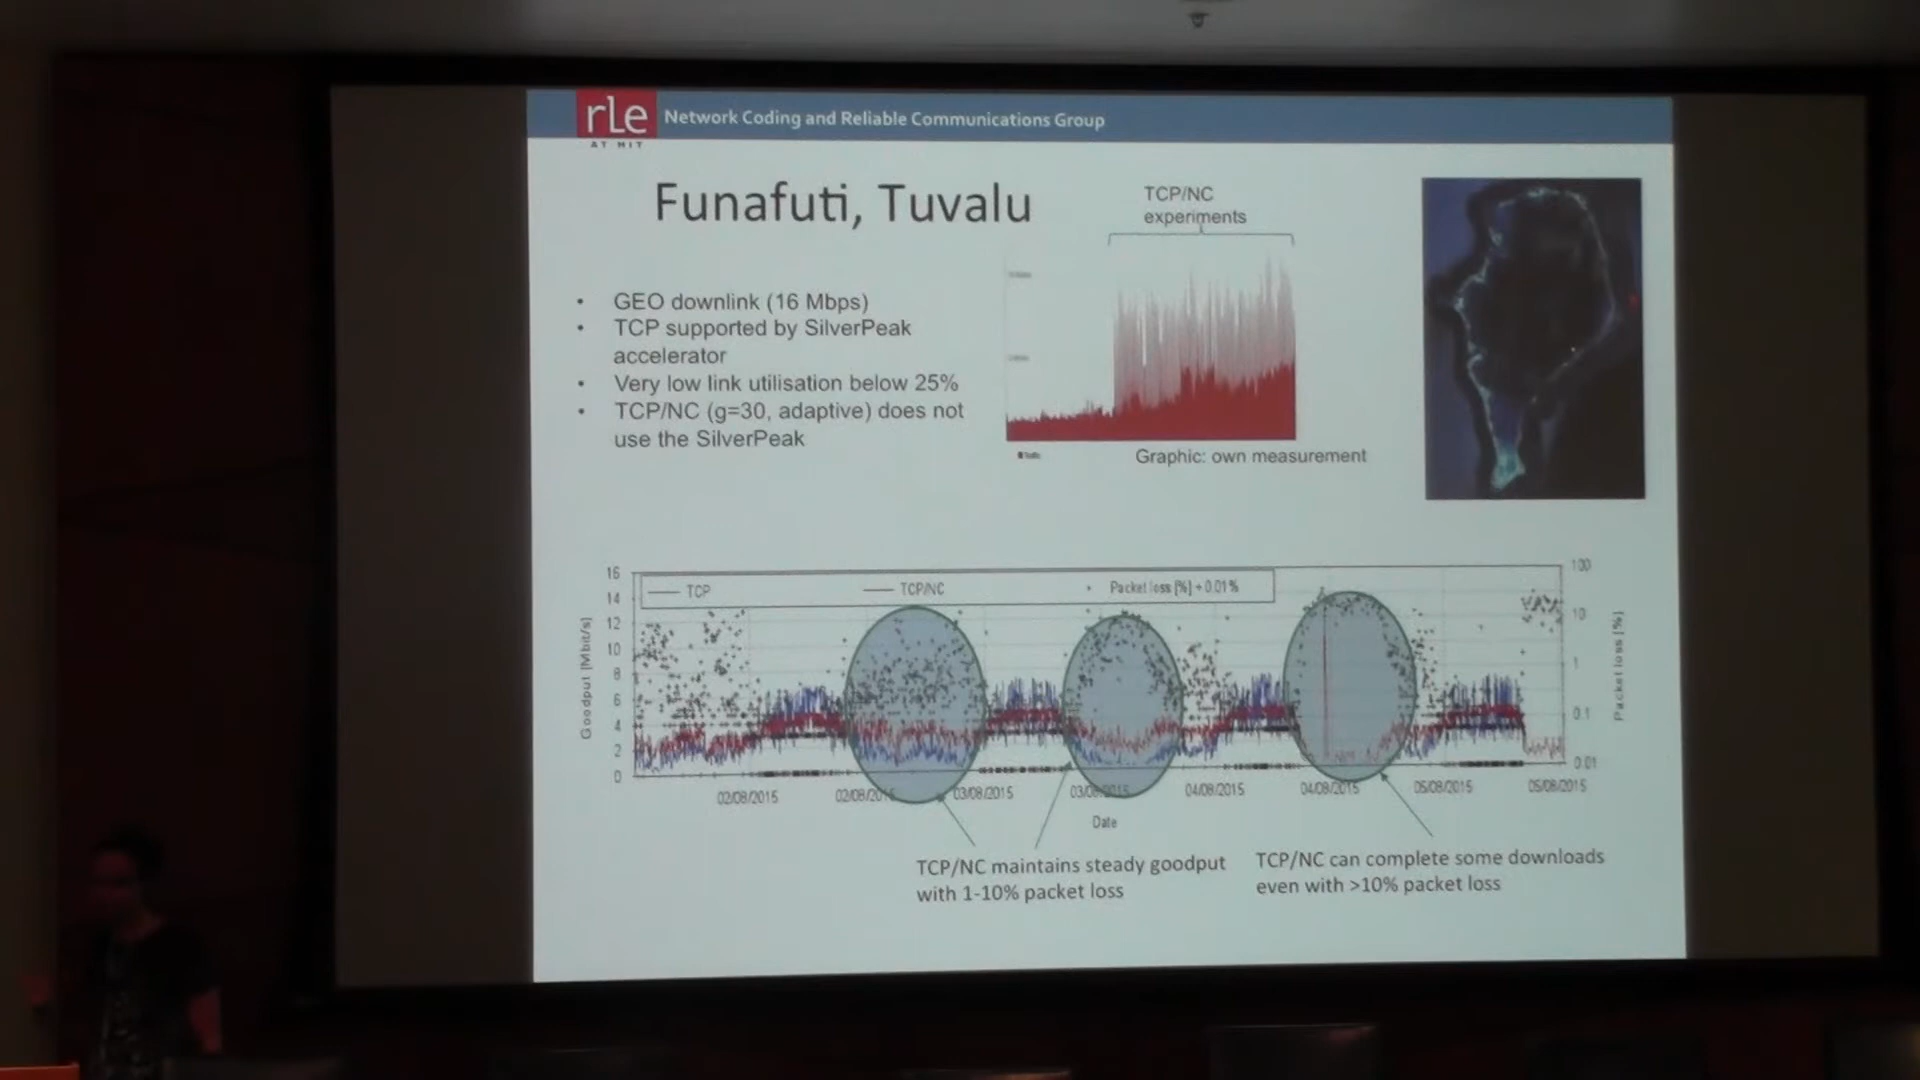 rle
AT MIT
Network Coding and Reliable Communications Group
Funafuti, Tuvalu
TCP/NC
experiments
• GEO downlink (16 Mbps)
• TCP supported by SilverPeak
accelerator
• Very low link utilisation below 25%
• TCP/NC (g=30, adaptive) does not
use the SilverPeak
Graphic: own measurement
TCP
TCP/NC
Packet loss [%] + 0.01%
Goodput [Mbit/s]
16
14
12
10
8
6
4
2
0
100
10
1
0.1
0.01
Packet loss [%]
02/08/2015
02/08/2015
03/08/2015
03/08/2015
04/08/2015
04/08/2015
05/08/2015
05/08/2015
Date
TCP/NC maintains steady goodput
with 1-10% packet loss
TCP/NC can complete some downloads
even with >10% packet loss